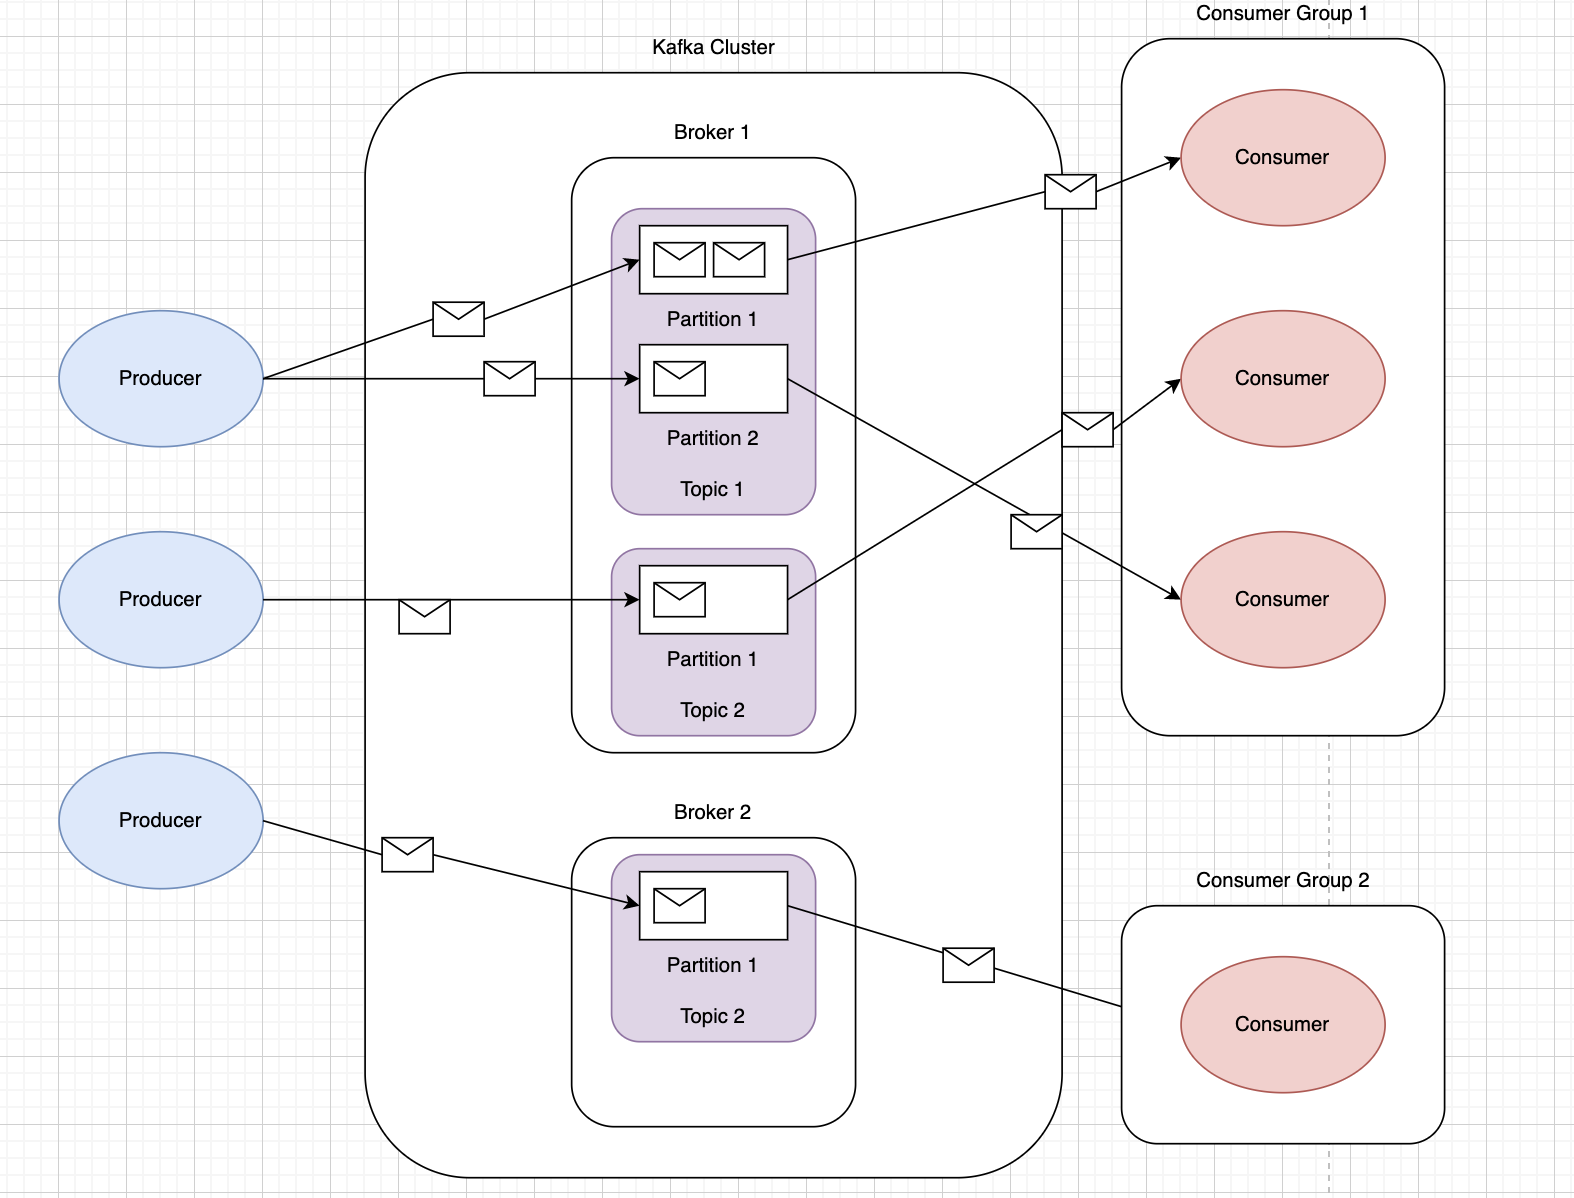 Consumer Group 1
Kafka Cluster
Broker 1
Consumer
Partition 1
Producer
Consumer
Partition 2
Topic 1
Producer
Consumer
Partition 1
Topic 2
Producer
Broker 2
Consumer Group 2
Partition 1
Topic 2
Consumer